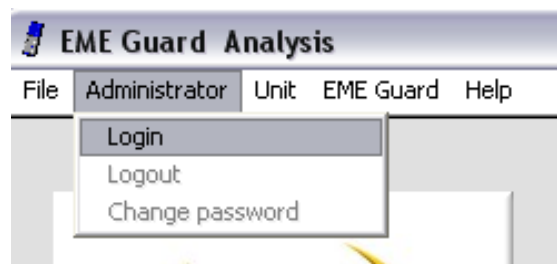 EME Guard Analysis
File Administrator Unit EME Guard Help
Login
Logout
Change password